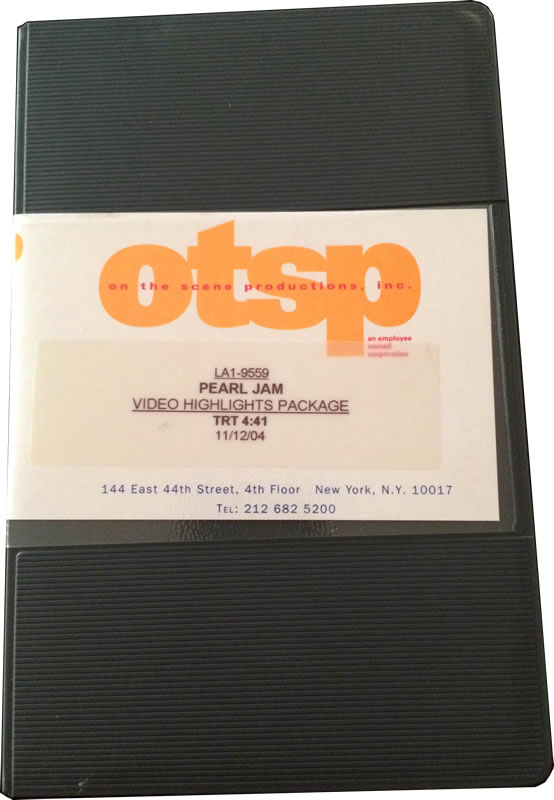 otsp
on the scene productions, inc.
an employee
owned
corporation
LA1-9559
PEARL JAM
VIDEO HIGHLIGHTS PACKAGE
TRT 4:41
11/12/04
144 East 44th Street, 4th Floor New York, N.Y. 10017
TEL: 212 682 5200